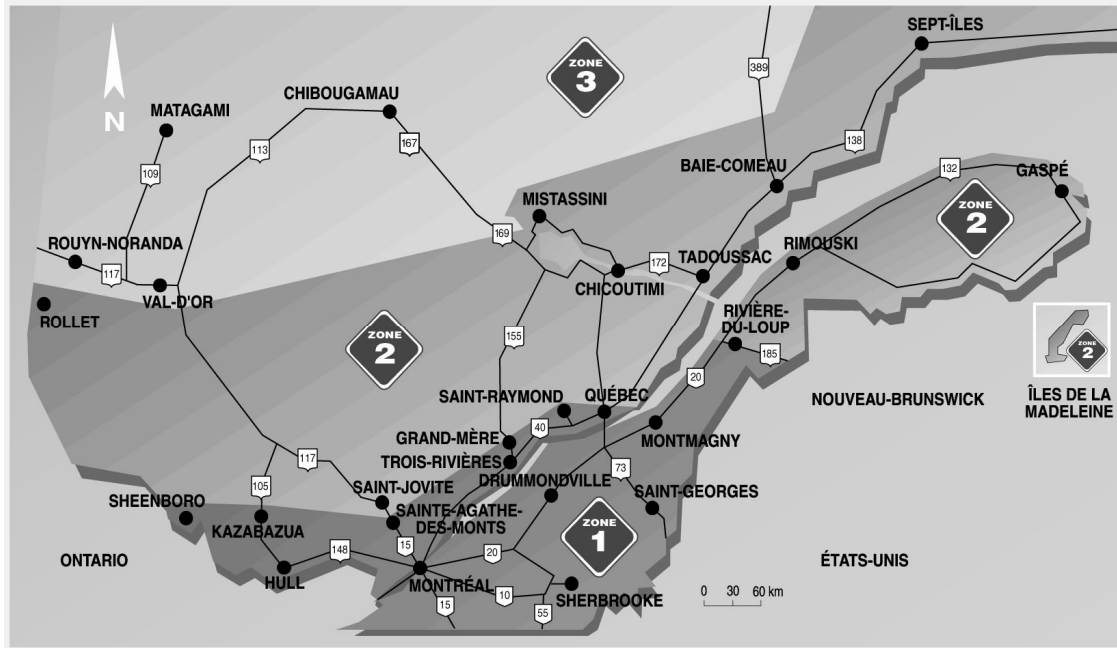 SEPT-ÎLES
ZONE
3
389
CHIBOUGAMAU
MATAGAMI
N
167
113
138
109
BAIE-COMEAU
132
GASPÉ
MISTASSINI
ZONE
2
169
ROUYN-NORANDA
RIMOUSKI
172
TADOUSSAC
117
CHICOUTIMI
VAL-D'OR
ROLLET
RIVIÈRE-
DU-LOUP
ZONE
2
155
ZONE
2
185
20
SAINT-RAYMOND
QUÉBEC
NOUVEAU-BRUNSWICK
ÎLES DE LA
MADELEINE
40
GRAND-MÈRE
MONTMAGNY
TROIS-RIVIÈRES
117
73
105
DRUMMONDVILLE
SAINT-JOVITE
SAINT-GEORGES
SHEENBORO
SAINTE-AGATHE-
DES-MONTS
KAZABAZUA
ZONE
1
15
148
20
ONTARIO
ÉTATS-UNIS
HULL
MONTRÉAL
SHERBROOKE
0 30 60 km
10
15
55